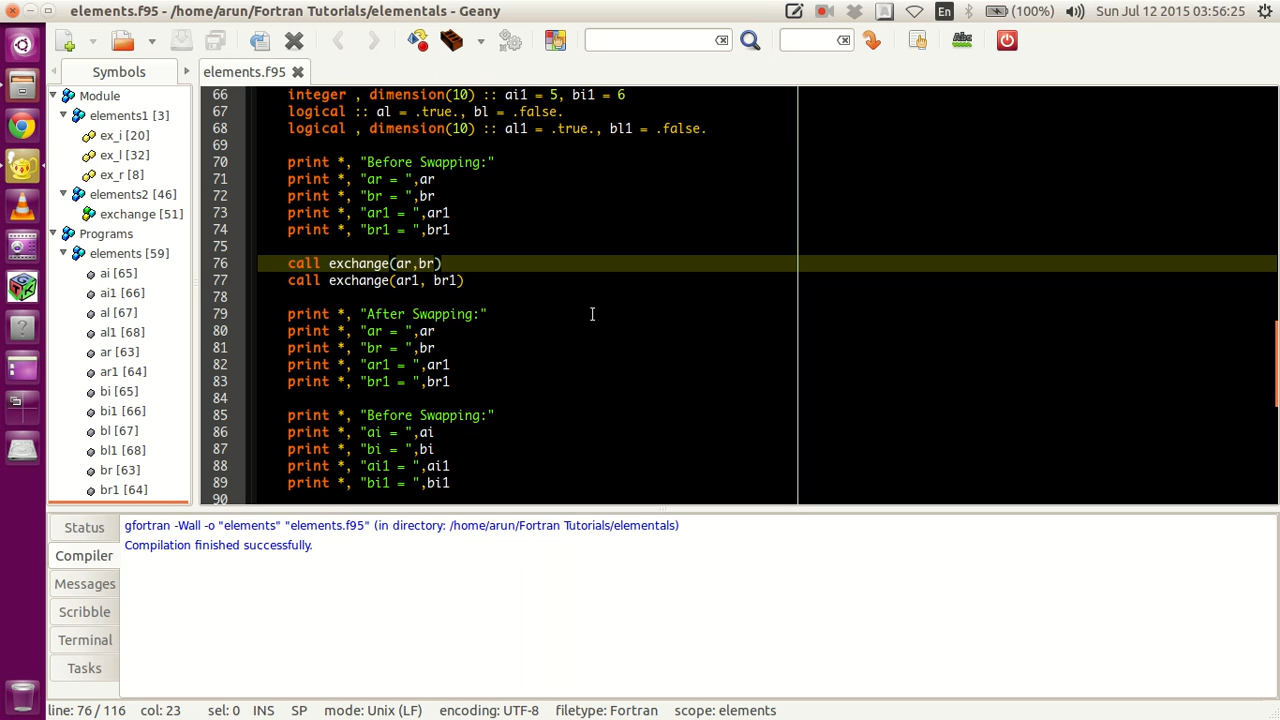 elements.f95 - /home/arun/Fortran Tutorials/elementals - Geany
En
(100%)
Sun Jul 12 2015 03:56:25
Symbols
elements.f95
Module
elements1 [3]
ex_i [20]
ex_l [32]
ex_r [8]
elements2 [46]
exchange [51]
Programs
elements [59]
ai [65]
ai1 [66]
al [67]
al1 [68]
ar [63]
ar1 [64]
bi [65]
bi1 [66]
bl [67]
bl1 [68]
br [63]
br1 [64]
66 integer , dimension(10) :: ai1 = 5, bi1 = 6
67 logical :: al = .true., bl = .false.
68 logical , dimension(10) :: al1 = .true., bl1 = .false.
69
70 print *, "Before Swapping:"
71 print *, "ar = ",ar
72 print *, "br = ",br
73 print *, "ar1 = ",ar1
74 print *, "br1 = ",br1
75
76 call exchange(ar,br)
77 call exchange(ar1, br1)
78
79 print *, "After Swapping:"
80 print *, "ar = ",ar
81 print *, "br = ",br
82 print *, "ar1 = ",ar1
83 print *, "br1 = ",br1
84
85 print *, "Before Swapping:"
86 print *, "ai = ",ai
87 print *, "bi = ",bi
88 print *, "ai1 = ",ai1
89 print *, "bi1 = ",bi1
90
Status
Compiler
Messages
Scribble
Terminal
Tasks
gfortran -Wall -o "elements" "elements.f95" (in directory: /home/arun/Fortran Tutorials/elementals)
Compilation finished successfully.
line: 76 / 116 col: 23 sel: 0 INS SP mode: Unix (LF) encoding: UTF-8 filetype: Fortran scope: elements